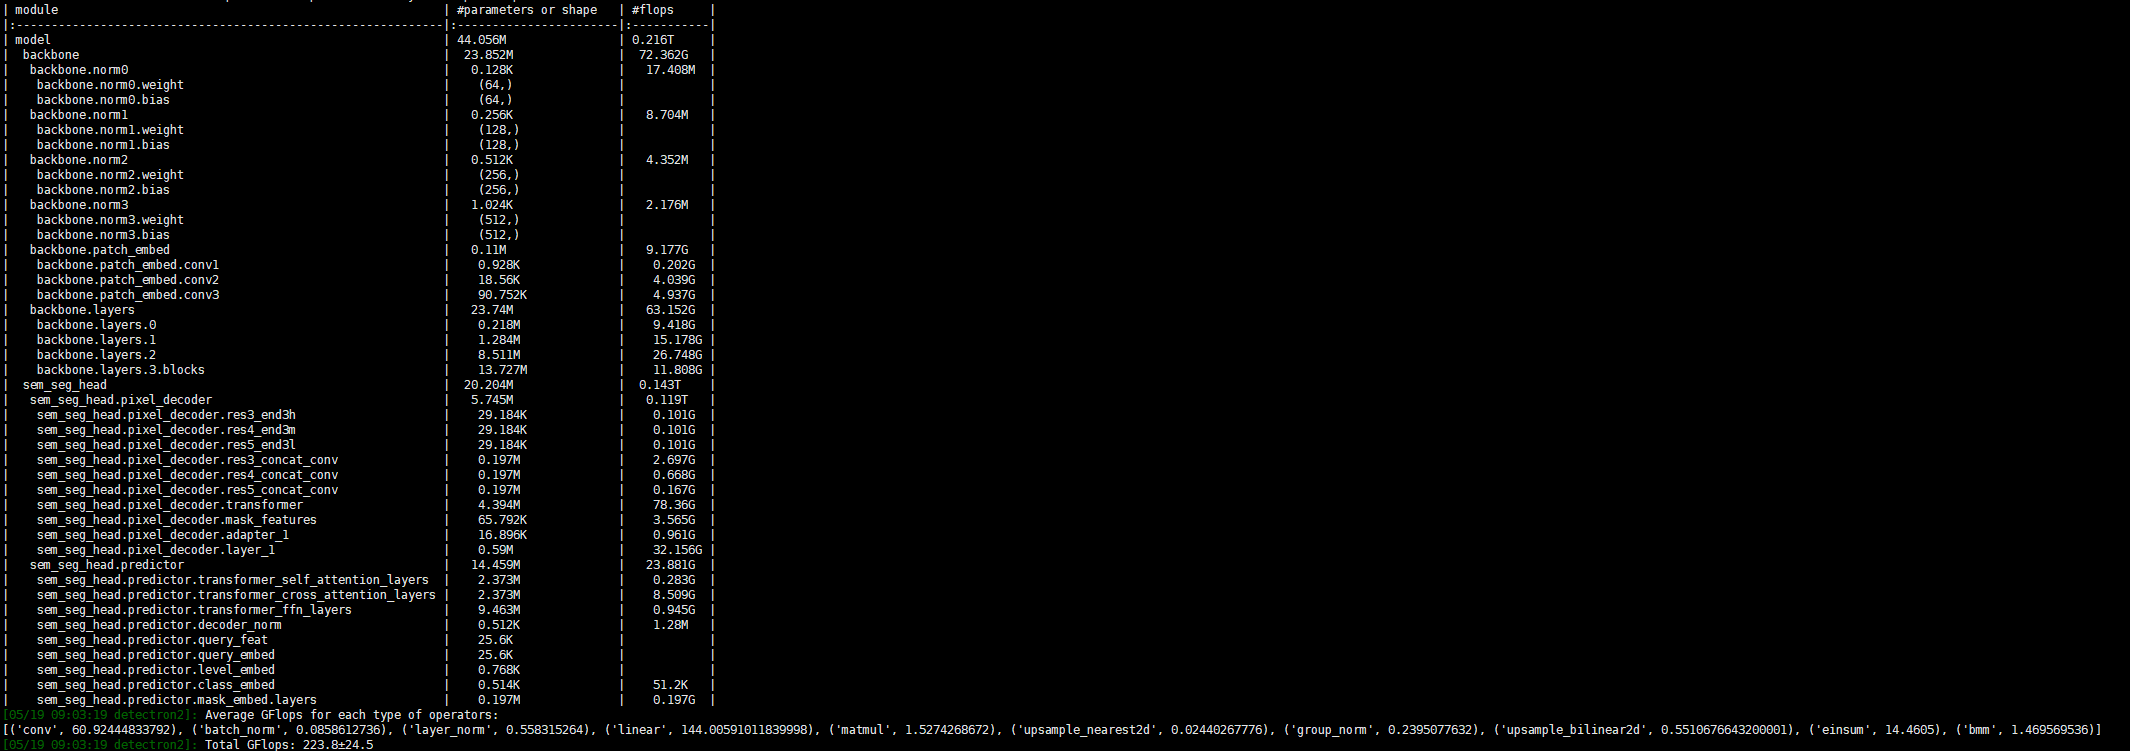 | module | #parameters or shape | #flops |
|:-------------------------------------------------------------|:-----------------------|:-----------|
| model | 44.056M | 0.216T |
| backbone | 23.852M | 72.362G |
| backbone.norm0 | 0.128K | 17.408M |
| backbone.norm0.weight | (64,) | |
| backbone.norm0.bias | (64,) | |
| backbone.norm1 | 0.256K | 8.704M |
| backbone.norm1.weight | (128,) | |
| backbone.norm1.bias | (128,) | |
| backbone.norm2 | 0.512K | 4.352M |
| backbone.norm2.weight | (256,) | |
| backbone.norm2.bias | (256,) | |
| backbone.norm3 | 1.024K | 2.176M |
| backbone.norm3.weight | (512,) | |
| backbone.norm3.bias | (512,) | |
| backbone.patch_embed | 0.11M | 9.177G |
| backbone.patch_embed.conv1 | 0.928K | 0.202G |
| backbone.patch_embed.conv2 | 18.56K | 4.039G |
| backbone.patch_embed.conv3 | 90.752K | 4.937G |
| backbone.layers | 23.74M | 63.152G |
| backbone.layers.0 | 0.218M | 9.418G |
| backbone.layers.1 | 1.284M | 15.178G |
| backbone.layers.2 | 8.511M | 26.748G |
| backbone.layers.3.blocks | 13.727M | 11.808G |
| sem_seg_head | 20.204M | 0.143T |
| sem_seg_head.pixel_decoder | 5.745M | 0.119T |
| sem_seg_head.pixel_decoder.res3_end3h | 29.184K | 0.101G |
| sem_seg_head.pixel_decoder.res4_end3m | 29.184K | 0.101G |
| sem_seg_head.pixel_decoder.res5_end3l | 29.184K | 0.101G |
| sem_seg_head.pixel_decoder.res3_concat_conv | 0.197M | 2.697G |
| sem_seg_head.pixel_decoder.res4_concat_conv | 0.197M | 0.668G |
| sem_seg_head.pixel_decoder.res5_concat_conv | 0.197M | 0.167G |
| sem_seg_head.pixel_decoder.transformer | 4.394M | 78.36G |
| sem_seg_head.pixel_decoder.mask_features | 65.792K | 3.565G |
| sem_seg_head.pixel_decoder.adapter_1 | 16.896K | 0.961G |
| sem_seg_head.pixel_decoder.layer_1 | 0.59M | 32.156G |
| sem_seg_head.predictor | 14.459M | 23.881G |
| sem_seg_head.predictor.transformer_self_attention_layers | 2.373M | 0.283G |
| sem_seg_head.predictor.transformer_cross_attention_layers | 2.373M | 8.509G |
| sem_seg_head.predictor.transformer_ffn_layers | 9.463M | 0.945G |
| sem_seg_head.predictor.decoder_norm | 0.512K | 1.28M |
| sem_seg_head.predictor.query_feat | 25.6K | |
| sem_seg_head.predictor.query_embed | 25.6K | |
| sem_seg_head.predictor.level_embed | 0.768K | |
| sem_seg_head.predictor.class_embed | 0.514K | 51.2K |
| sem_seg_head.predictor.mask_embed.layers | 0.197M | 0.197G |
[05/19 09:03:19 detectron2]: Average GFlops for each type of operators:
[('conv', 60.92444833792), ('batch_norm', 0.0858612736), ('layer_norm', 0.558315264), ('linear', 144.00591011839998), ('matmul', 1.5274268672), ('upsample_nearest2d', 0.02440267776), ('group_norm', 0.2395077632), ('upsample_bilinear2d', 0.5510676643200001), ('einsum', 14.4605), ('bmm', 1.469569536)]
[05/19 09:03:19 detectron2]: Total GFlops: 223.8±24.5